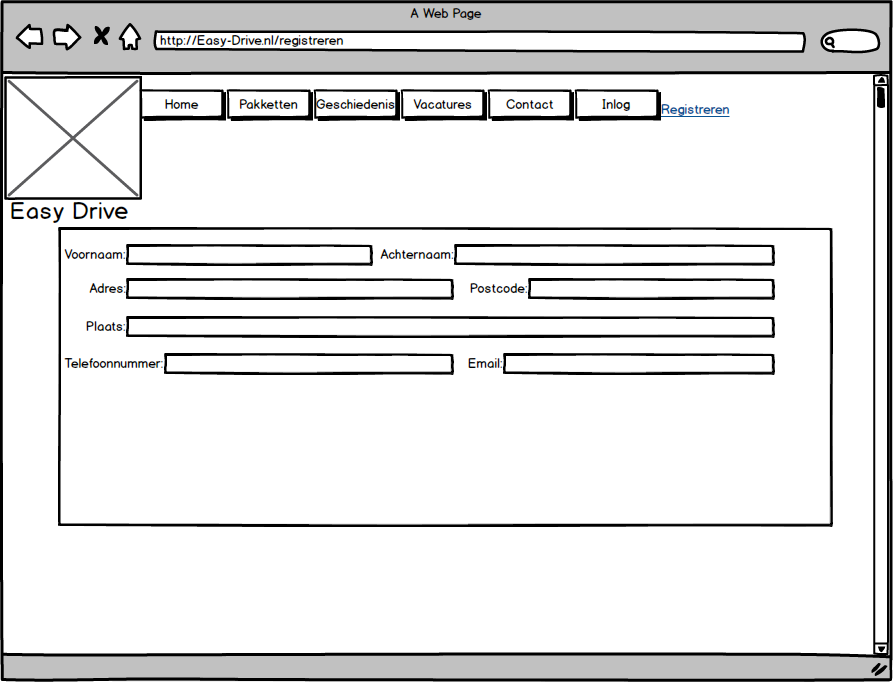 A Web Page
http://Easy-Drive.nl/registreren
Home Pakketten Geschiedenis Vacatures Contact Inlog Registreren
Easy Drive
Voornaam: Achternaam:
Adres: Postcode:
Plaats:
Telefoonnummer: Email: